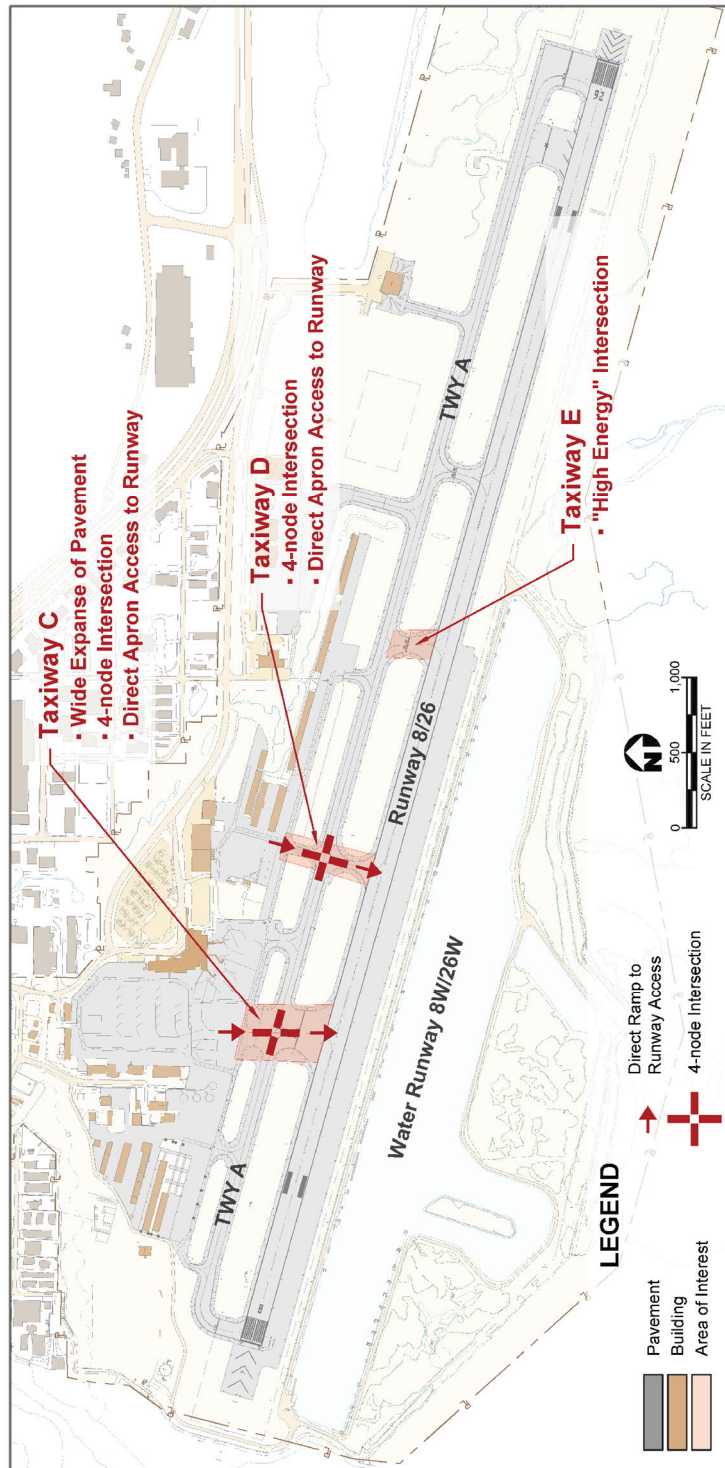 Taxiway C
· Wide Expanse of Pavement
· 4-node Intersection
· Direct Apron Access to Runway
Taxiway D
· 4-node Intersection
· Direct Apron Access to Runway
TWY A
TWY A
Runway 8/26
26
8
Taxiway E
· "High Energy" Intersection
Water Runway 8W/26W
N
0
500
1,000
SCALE IN FEET
LEGEND
Pavement
Building
Area of Interest
Direct Ramp to
Runway Access
4-node Intersection